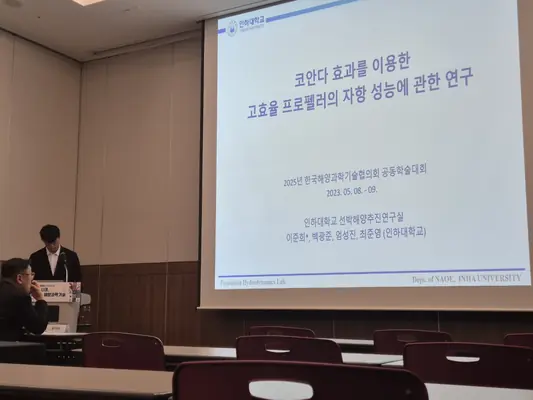 인하대학교
코안다 효과를 이용한
고효율 프로펠러의 자항 성능에 관한 연구
2025년 한국해양과학기술협의회 공동학술대회
2023. 05. 08. - 09.
인하대학교 선박해양추진연구실
이준희*, 백광준, 엄성진, 최준영 (인하대학교)
Propulsion Hydrodynamics Lab.
Dept. of NAOE, INHA UNIVERSITY